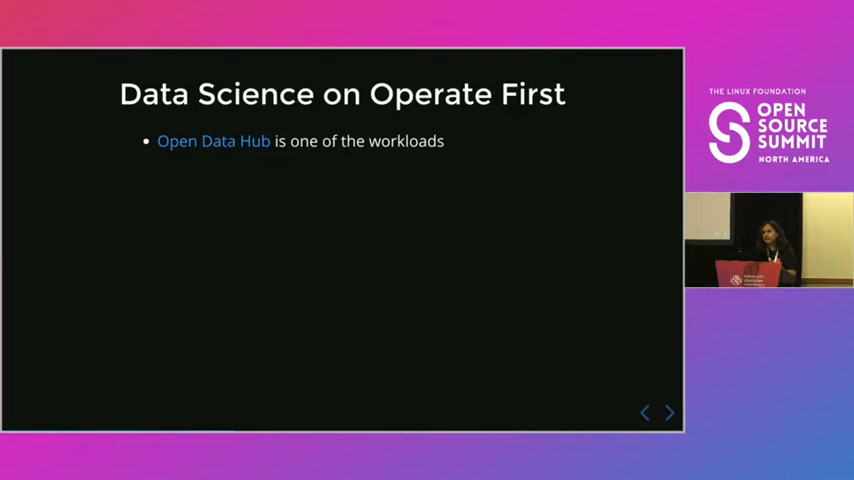 Data Science on Operate First
• Open Data Hub is one of the workloads
THE LINUX FOUNDATION
OPEN
SOURCE
SUMMIT
NORTH AMERICA